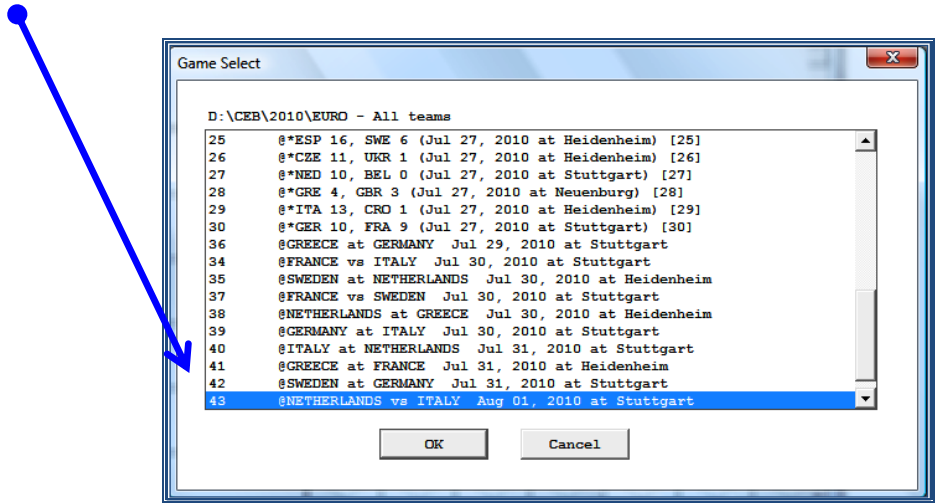 Game Select
D:\CEB\2010\EURO - All teams
25 @*ESP 16, SWE 6 (Jul 27, 2010 at Heidenheim) [25]
26 @*CZE 11, UKR 1 (Jul 27, 2010 at Heidenheim) [26]
27 @*NED 10, BEL 0 (Jul 27, 2010 at Stuttgart) [27]
28 @*GRE 4, GBR 3 (Jul 27, 2010 at Neuenburg) [28]
29 @*ITA 13, CRO 1 (Jul 27, 2010 at Heidenheim) [29]
30 @*GER 10, FRA 9 (Jul 27, 2010 at Stuttgart) [30]
36 @GREECE at GERMANY Jul 29, 2010 at Stuttgart
34 @FRANCE vs ITALY Jul 30, 2010 at Stuttgart
35 @SWEDEN at NETHERLANDS Jul 30, 2010 at Heidenheim
37 @FRANCE vs SWEDEN Jul 30, 2010 at Stuttgart
38 @NETHERLANDS at GREECE Jul 30, 2010 at Heidenheim
39 @GERMANY at ITALY Jul 30, 2010 at Stuttgart
40 @ITALY at NETHERLANDS Jul 31, 2010 at Stuttgart
41 @GREECE at FRANCE Jul 31, 2010 at Heidenheim
42 @SWEDEN at GERMANY Jul 31, 2010 at Stuttgart
43 @NETHERLANDS vs ITALY Aug 01, 2010 at Stuttgart
OK Cancel